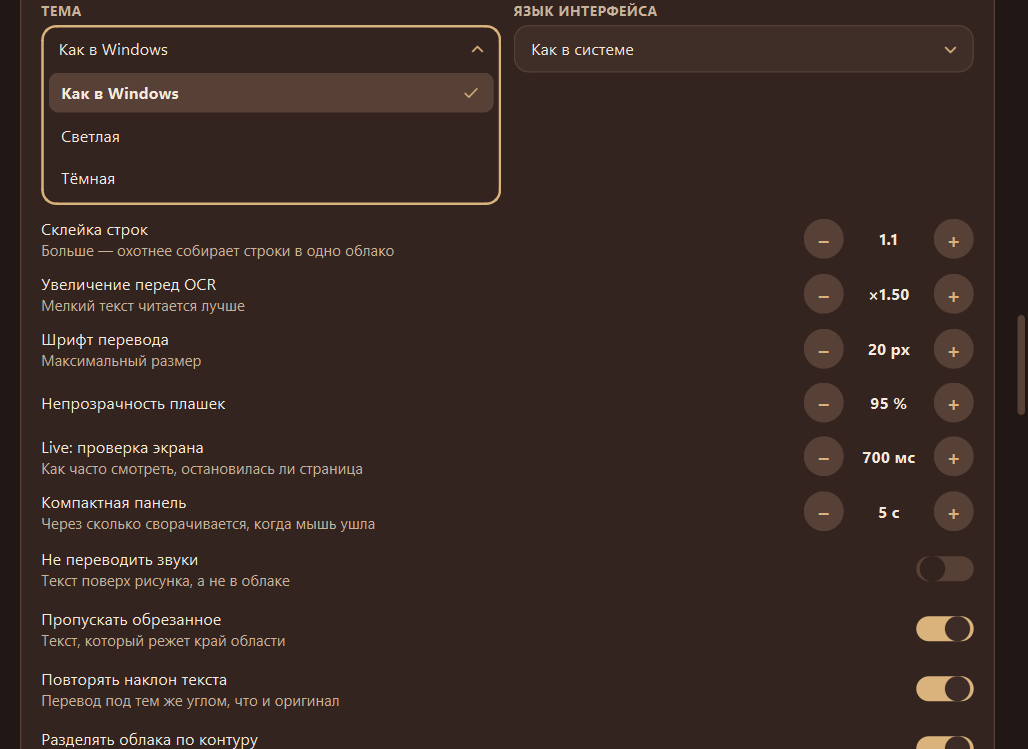 ТЕМА
ЯЗЫК ИНТЕРФЕЙСА
Как в Windows
Как в системе
Как в Windows
Светлая
Тёмная
Склейка строк
Больше — охотнее собирает строки в одно облако
− 1.1 +
Увеличение перед OCR
Мелкий текст читается лучше
− ×1.50 +
Шрифт перевода
Максимальный размер
− 20 px +
Непрозрачность плашек
− 95 % +
Live: проверка экрана
Как часто смотреть, остановилась ли страница
− 700 мс +
Компактная панель
Через сколько сворачивается, когда мышь ушла
− 5 с +
Не переводить звуки
Текст поверх рисунка, а не в облаке
Пропускать обрезанное
Текст, который режет край области
Повторять наклон текста
Перевод под тем же углом, что и оригинал
Разделять облака по контуру